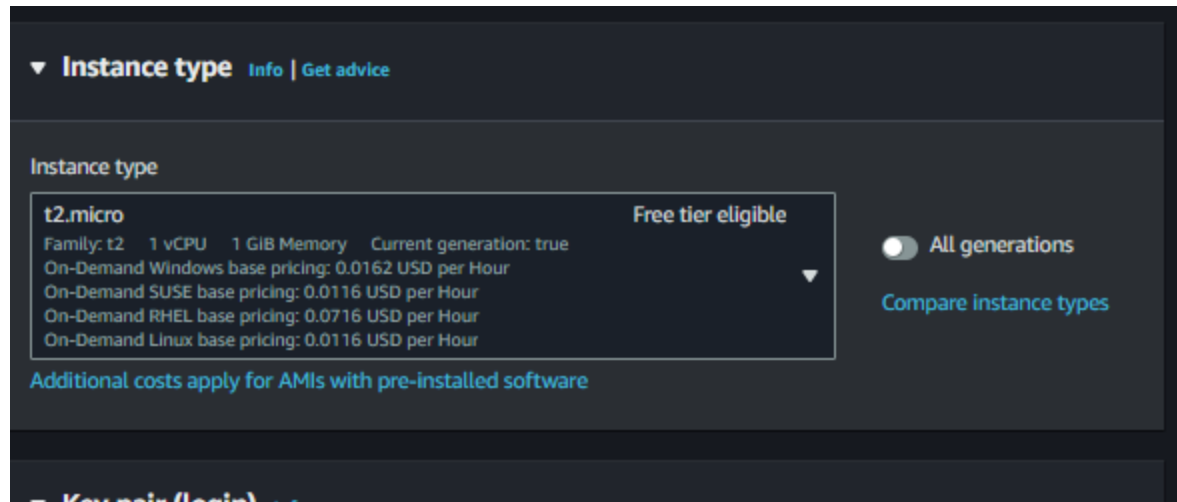 Instance type Info | Get advice
Instance type
t2.micro Free tier eligible
Family: t2 1 vCPU 1 GiB Memory Current generation: true
On-Demand Windows base pricing: 0.0162 USD per Hour
On-Demand SUSE base pricing: 0.0116 USD per Hour
On-Demand RHEL base pricing: 0.0716 USD per Hour
On-Demand Linux base pricing: 0.0116 USD per Hour
All generations
Compare instance types
Additional costs apply for AMIs with pre-installed software
Key pair (login)